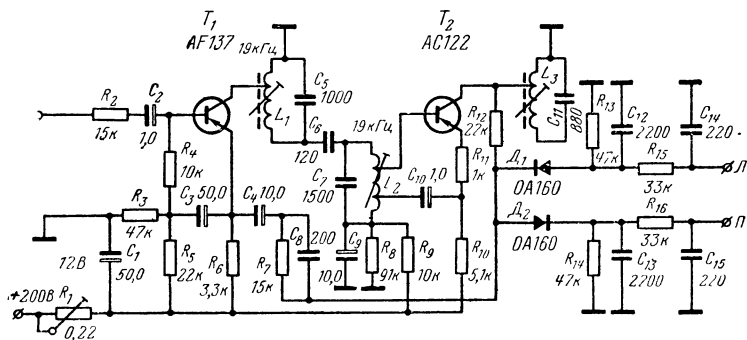 T₁
AF137
T₂
AC122
19кГц
C₂
1,0
R₂
15к
R₄
10к
L₁
C₅
1000
C₆
120
19кГц
C₇
1500
L₂
C₁₀ 1,0
R₁₁
1к
R₁₂
22к
L₃
C₁₁
880
R₁₃
47к
C₁₂
2200
C₁₄
220
R₁₅
33к
Л
Д₁
OA160
Д₂
OA160
R₁₆
33к
П
R₁₄
47к
C₁₃
2200
C₁₅
220
R₃
47к
C₃ 50,0
C₄ 10,0
12В
C₁
50,0
R₅
22к
R₆
3,3к
R₇
15к
C₈
200
C₉
10,0
R₈
91к
R₉
10к
R₁₀
5,1к
+200В
R₁
0,22